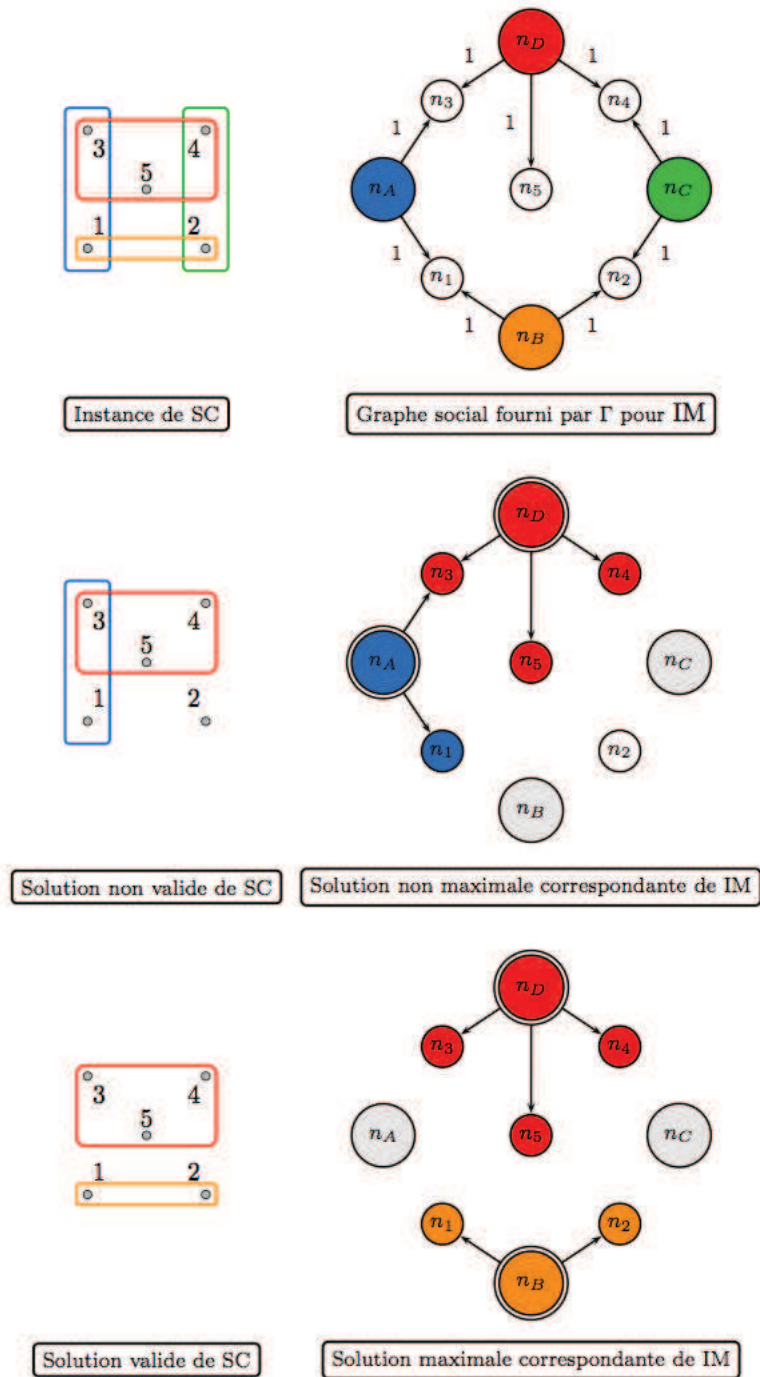 n_D
1 1
n_3 n_4
3 4 1 1 1
5
n_A n_5 n_C
1 2
1 1
n_1 n_2
1 1
n_B
Instance de SC
Graphe social fourni par Γ pour IM
n_D
n_3 n_4
3 4
5
n_A n_5 n_C
1 2
n_1 n_2
n_B
Solution non valide de SC
Solution non maximale correspondante de IM
n_D
n_3 n_4
3 4
5
n_A n_5 n_C
1 2
n_1 n_2
n_B
Solution valide de SC
Solution maximale correspondante de IM